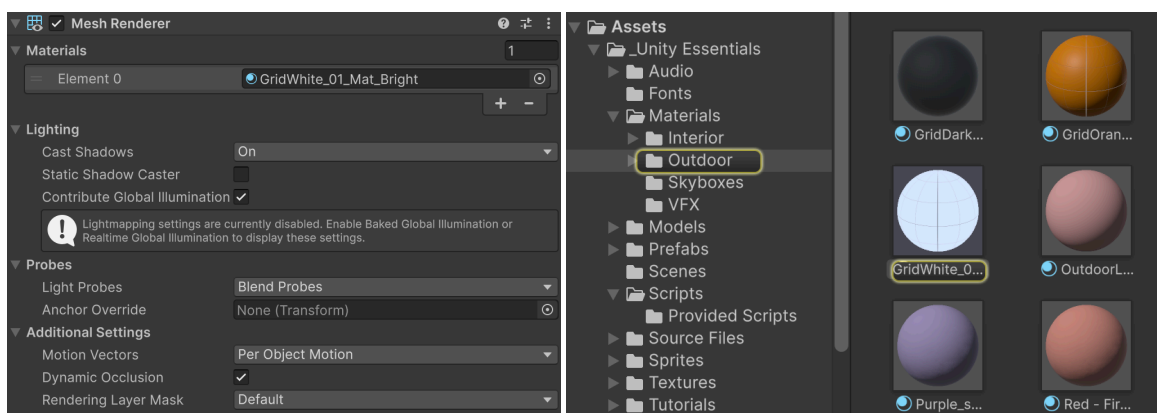 Mesh Renderer
Materials 1
Element 0 GridWhite_01_Mat_Bright
+ -
Lighting
Cast Shadows On
Static Shadow Caster
Contribute Global Illumination
Lightmapping settings are currently disabled. Enable Baked Global Illumination or
Realtime Global Illumination to display these settings.
Probes
Light Probes Blend Probes
Anchor Override None (Transform)
Additional Settings
Motion Vectors Per Object Motion
Dynamic Occlusion
Rendering Layer Mask Default
Assets
_Unity Essentials
Audio
Fonts
Materials
Interior
Outdoor
Skyboxes
VFX
Models
Prefabs
Scenes
Scripts
Provided Scripts
Source Files
Sprites
Textures
Tutorials
GridDark...
GridOran...
GridWhite_0...
OutdoorL...
Purple_s...
Red - Fir...